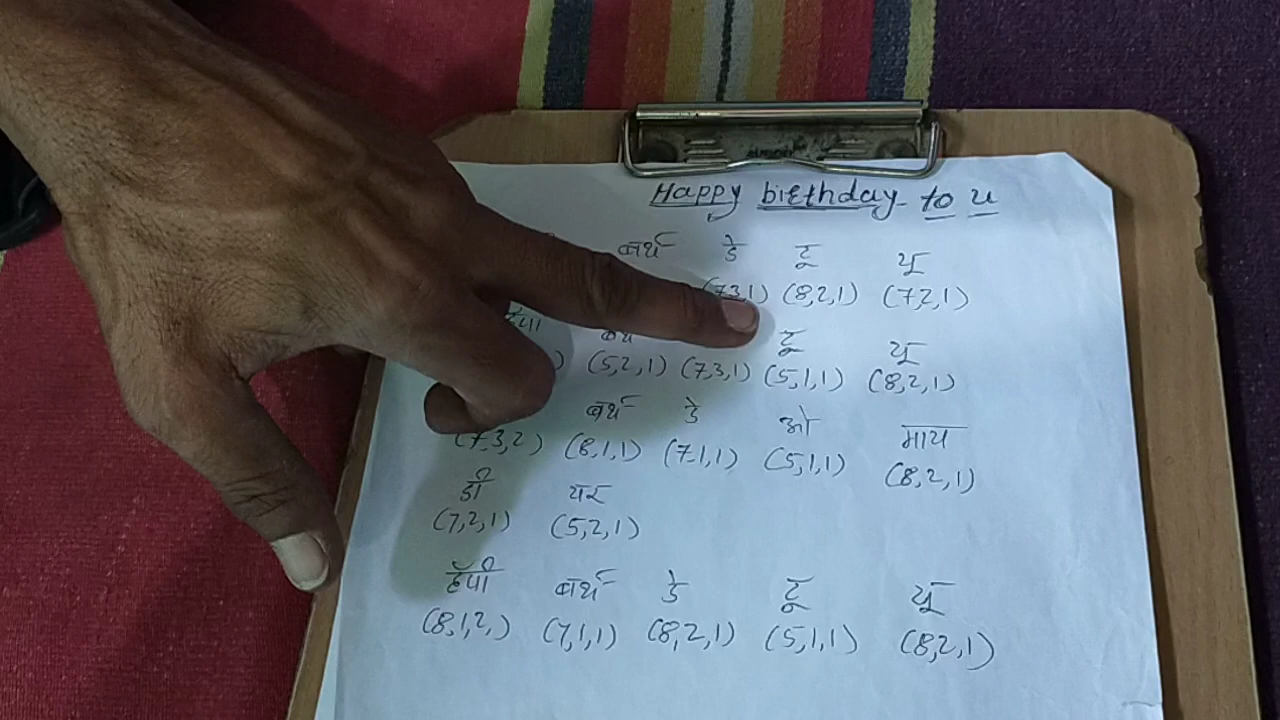 Happy birthday to u
बर्थ डे टू यू
(7,3,1) (8,2,1) (7,2,1)
टू यू
(5,2,1) (7,3,1) (5,1,1) (8,2,1)
बर्थ डे ओ माय
(7,3,2) (8,1,1) (7,1,1) (5,1,1) (8,2,1)
डी यर
(7,2,1) (5,2,1)
हॅपी बर्थ डे टू यू
(8,1,2,) (7,1,1) (8,2,1) (5,1,1) (8,2,1)